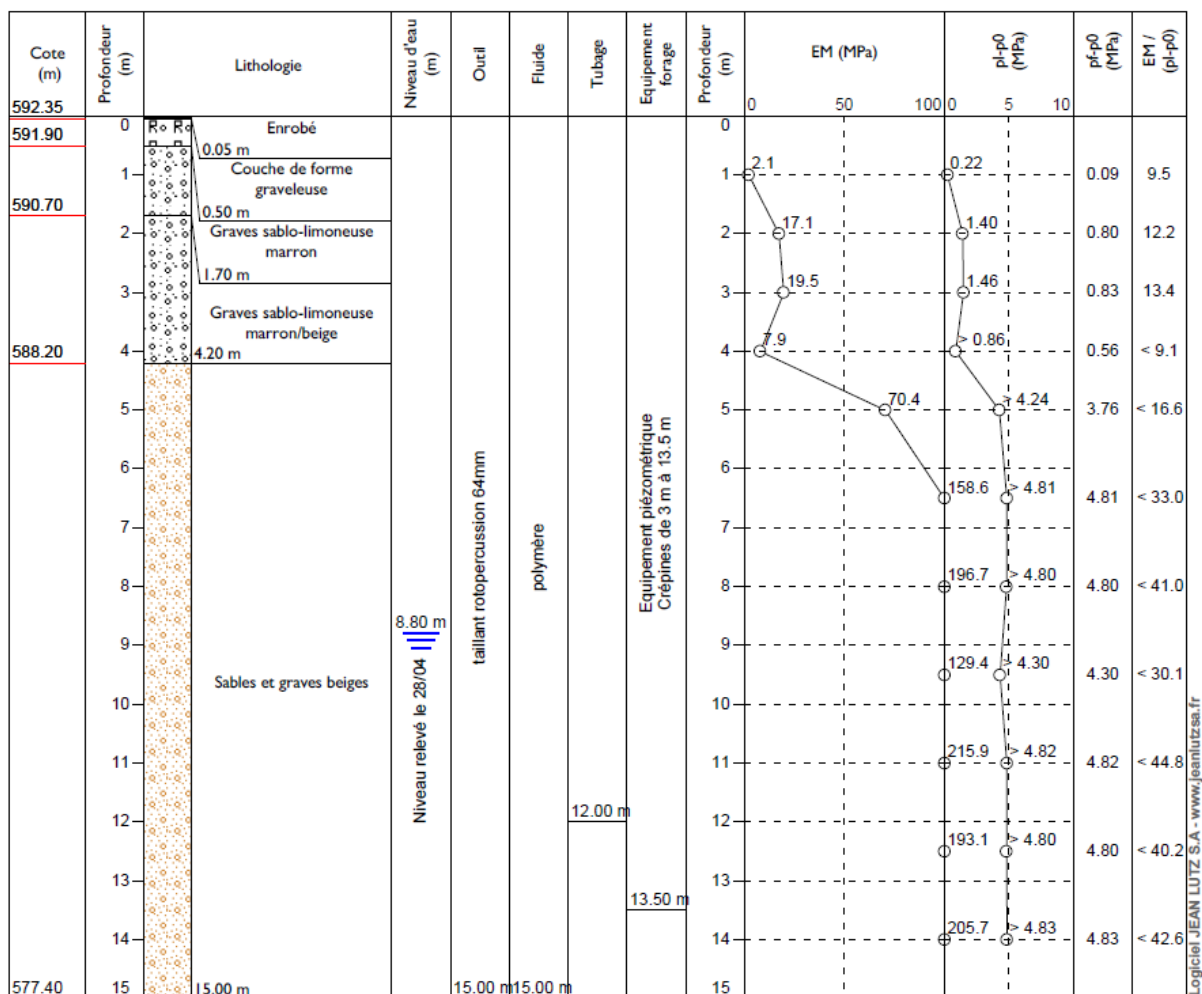 Cote
(m)
Profondeur
(m)
Lithologie
Niveau d'eau
(m)
Outil
Fluide
Tubage
Equipement
forage
Profondeur
(m)
EM (MPa)
pl-p0
(MPa)
pf-p0
(MPa)
EM /
(pl-p0)
0 50 100 0 5 10
592.35
591.90
590.70
588.20
577.40
0
1
2
3
4
5
6
7
8
9
10
11
12
13
14
15
R R
Enrobé
0.05 m
Couche de forme
graveleuse
0.50 m
Graves sablo-limoneuse
marron
1.70 m
Graves sablo-limoneuse
marron/beige
4.20 m
Sables et graves beiges
15.00 m
8.80 m
Niveau relevé le 28/04
taillant rotopercussion 64mm
15.00 m
polymère
15.00 m
12.00 m
Equipement piézométrique
Crépines de 3 m à 13.5 m
13.50 m
0
1
2
3
4
5
6
7
8
9
10
11
12
13
14
15
2.1 0.22 0.09 9.5
17.1 1.40 0.80 12.2
19.5 1.46 0.83 13.4
7.9 > 0.86 0.56 < 9.1
70.4 > 4.24 3.76 < 16.6
158.6 > 4.81 4.81 < 33.0
196.7 > 4.80 4.80 < 41.0
129.4 > 4.30 4.30 < 30.1
215.9 > 4.82 4.82 < 44.8
193.1 > 4.80 4.80 < 40.2
205.7 > 4.83 4.83 < 42.6
Logiciel JEAN LUTZ S.A - www.jeanlutzsa.fr